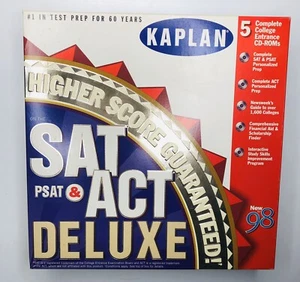 #1 IN TEST PREP FOR 60 YEARS
KAPLAN
5 Complete
College
Entrance
CD-ROMs
Complete
SAT & PSAT
Personalized
Prep
Complete ACT
Personalized
Prep
Newsweek's
Guide to over
1,600 Colleges
Comprehensive
Financial Aid &
Scholarship
Finder
Interactive
Study Skills
Improvement
Program
HIGHER SCORE GUARANTEED!
SAT
PSAT & ACT
DELUXE
New
98